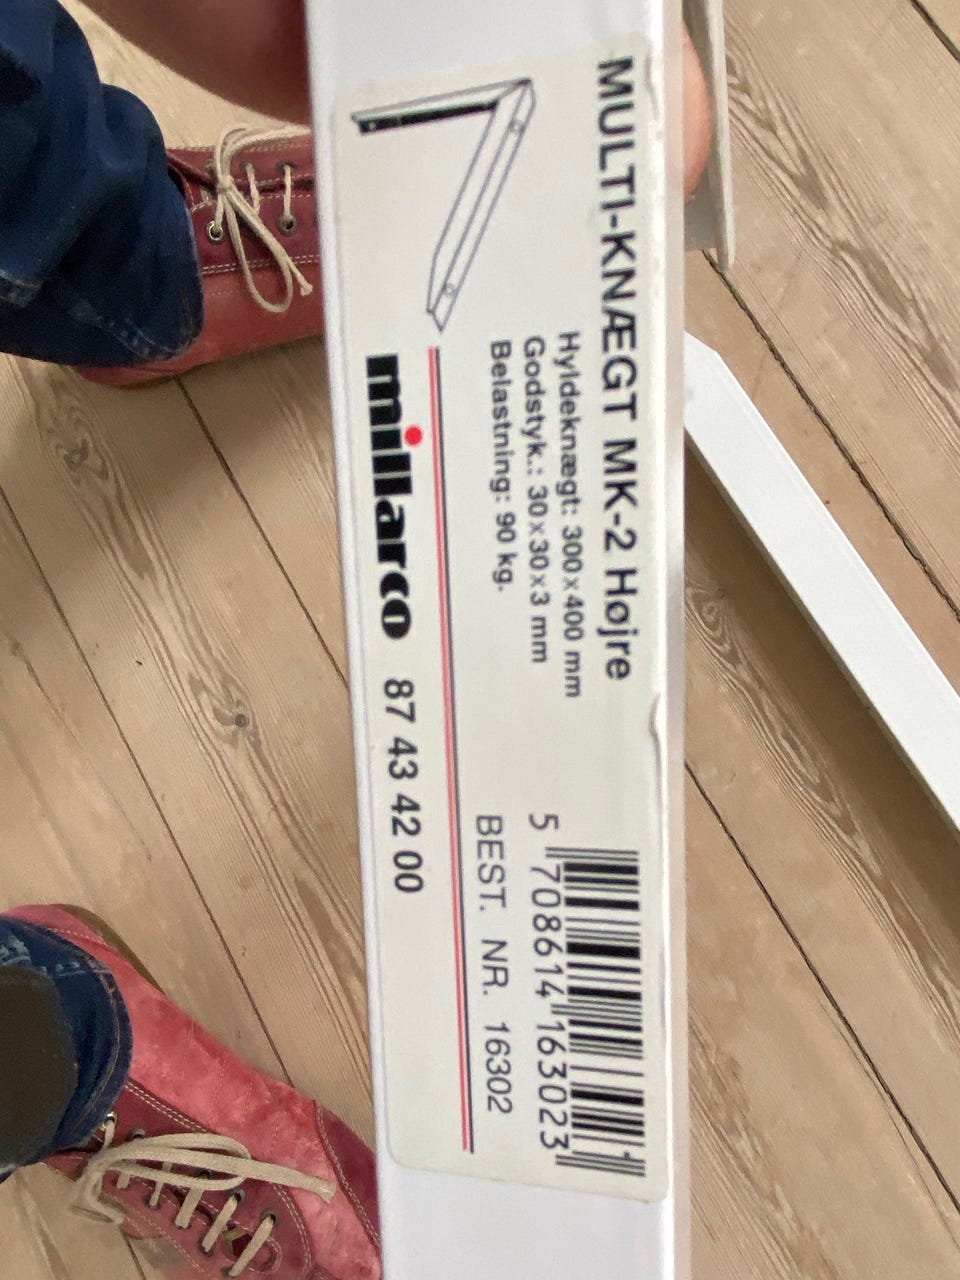 MULTI-KNÆGT MK-2 Højre
Hyldeknægt: 300x400 mm
Godstyk.: 30x30x3 mm
Belastning: 90 kg.
5 708614 163023
BEST. NR. 16302
millarco 87 43 42 00